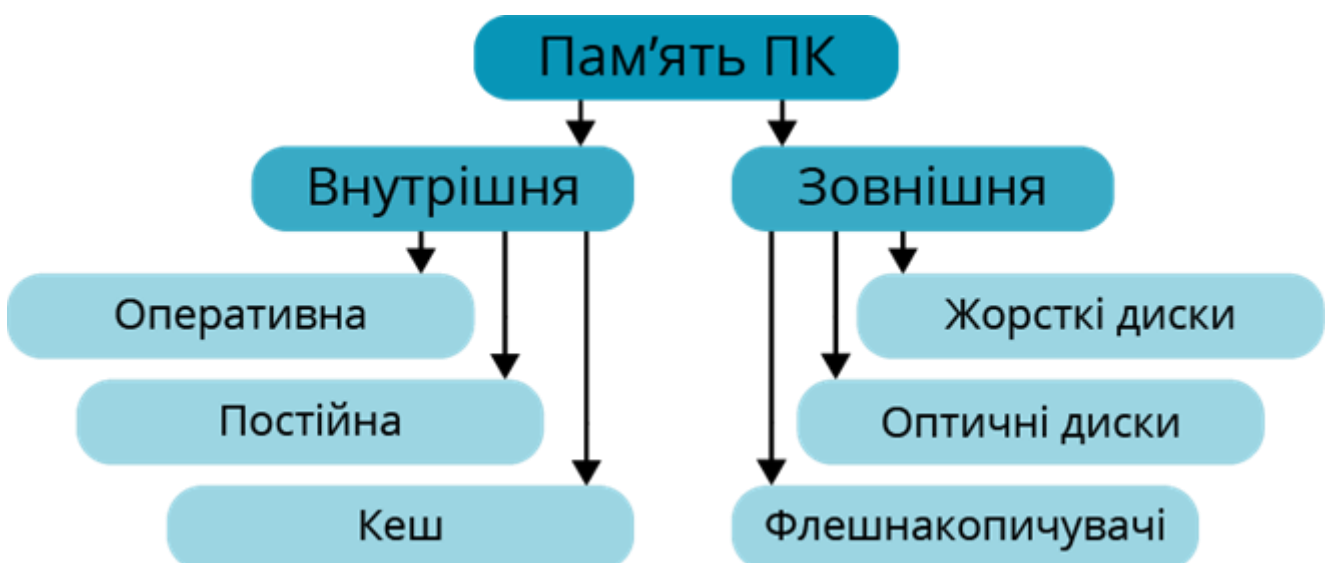 Пам’ять ПК
Внутрішня
Зовнішня
Оперативна
Жорсткі диски
Постійна
Оптичні диски
Кеш
Флешнакопичувачі